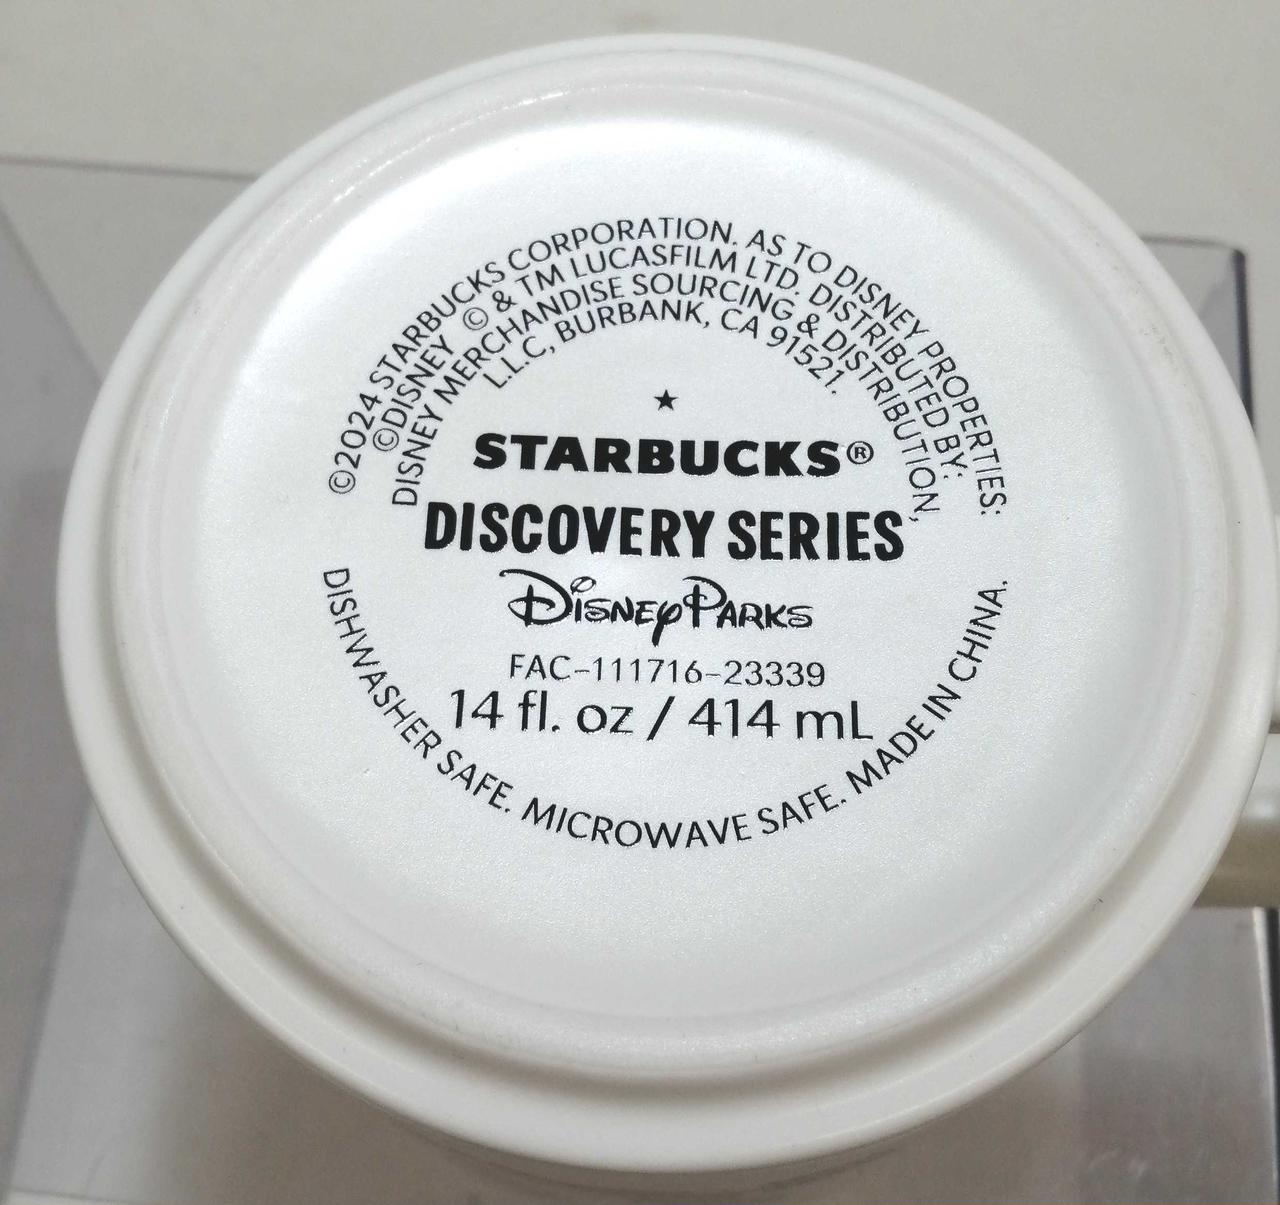 ©2024 STARBUCKS CORPORATION. AS TO DISNEY PROPERTIES:
©DISNEY © & TM LUCASFILM LTD. DISTRIBUTED BY:
DISNEY MERCHANDISE SOURCING & DISTRIBUTION,
L.L.C, BURBANK, CA 91521.
STARBUCKS®
DISCOVERY SERIES
Disney Parks
FAC-111716-23339
14 fl. oz / 414 mL
DISHWASHER SAFE. MICROWAVE SAFE. MADE IN CHINA.